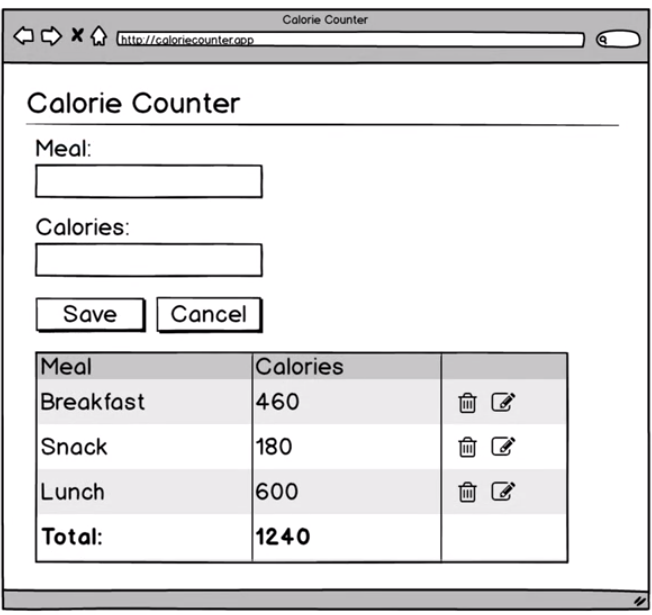 Calorie Counter
http://caloriecounter.app
Calorie Counter
Meal:
Calories:
Save Cancel
Meal Calories
Breakfast 460
Snack 180
Lunch 600
Total: 1240